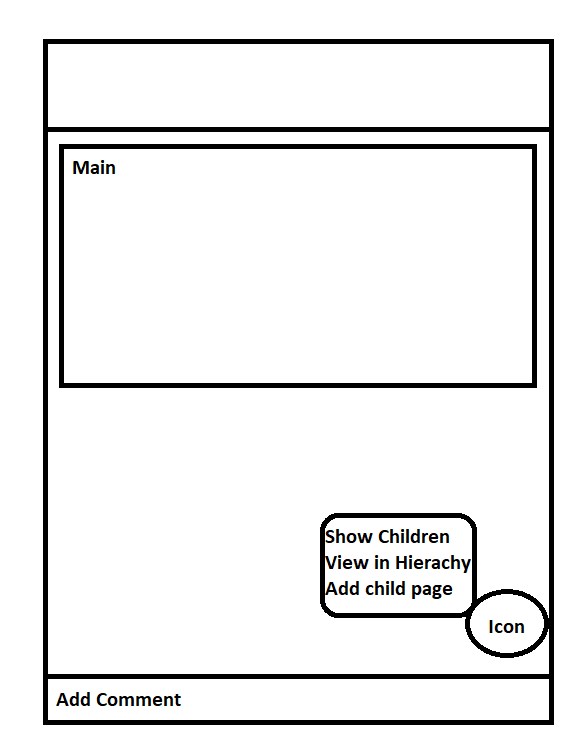 Main
Show Children
View in Hierachy
Add child page
Icon
Add Comment